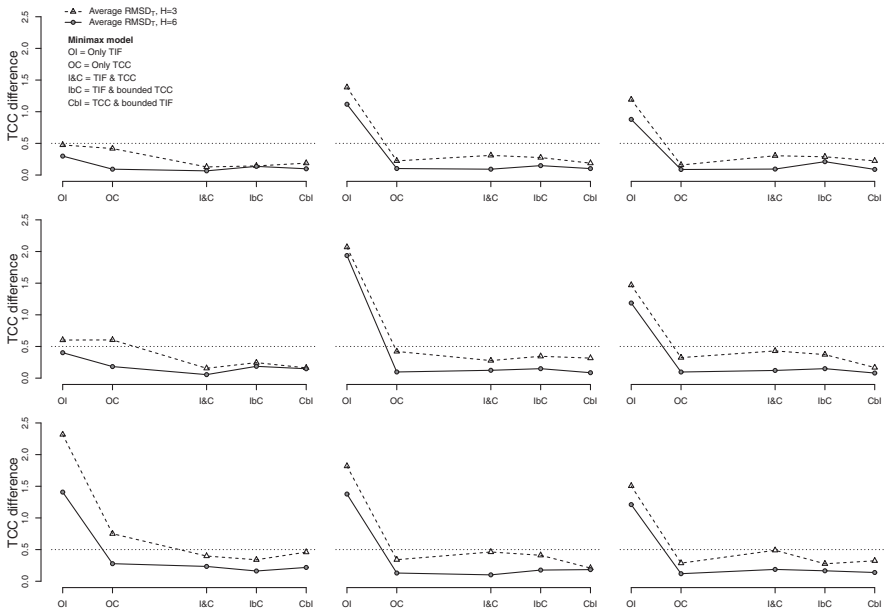 Average RMSDT, H=3
Average RMSDT, H=6
Minimax model
OI = Only TIF
OC = Only TCC
I&C = TIF & TCC
IbC = TIF & bounded TCC
CbI = TCC & bounded TIF
TCC difference
0.0 0.5 1.0 1.5 2.0 2.5
OI OC I&C IbC CbI
OI OC I&C IbC CbI
OI OC I&C IbC CbI
TCC difference
0.0 0.5 1.0 1.5 2.0 2.5
OI OC I&C IbC CbI
OI OC I&C IbC CbI
OI OC I&C IbC CbI
TCC difference
0.0 0.5 1.0 1.5 2.0 2.5
OI OC I&C IbC CbI
OI OC I&C IbC CbI
OI OC I&C IbC CbI